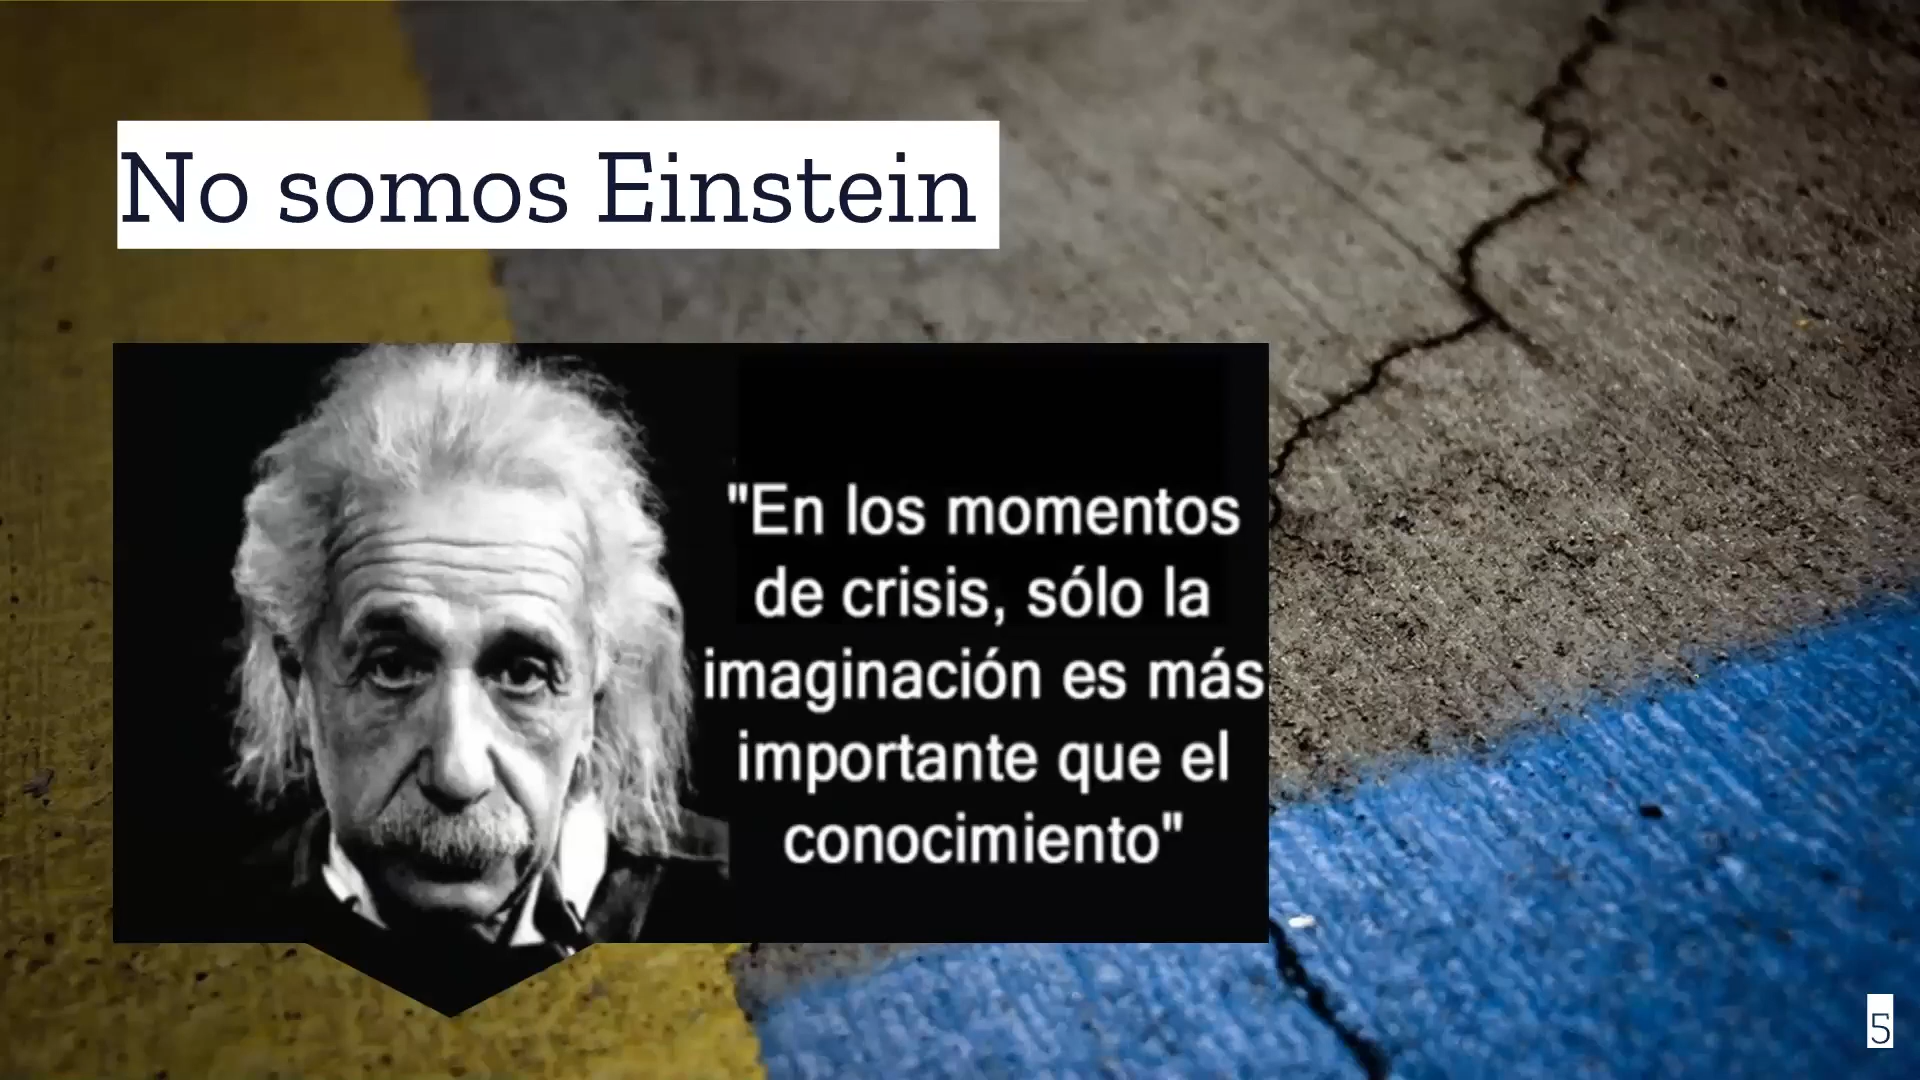 No somos Einstein
"En los momentos
de crisis, sólo la
imaginación es más
importante que el
conocimiento"
5